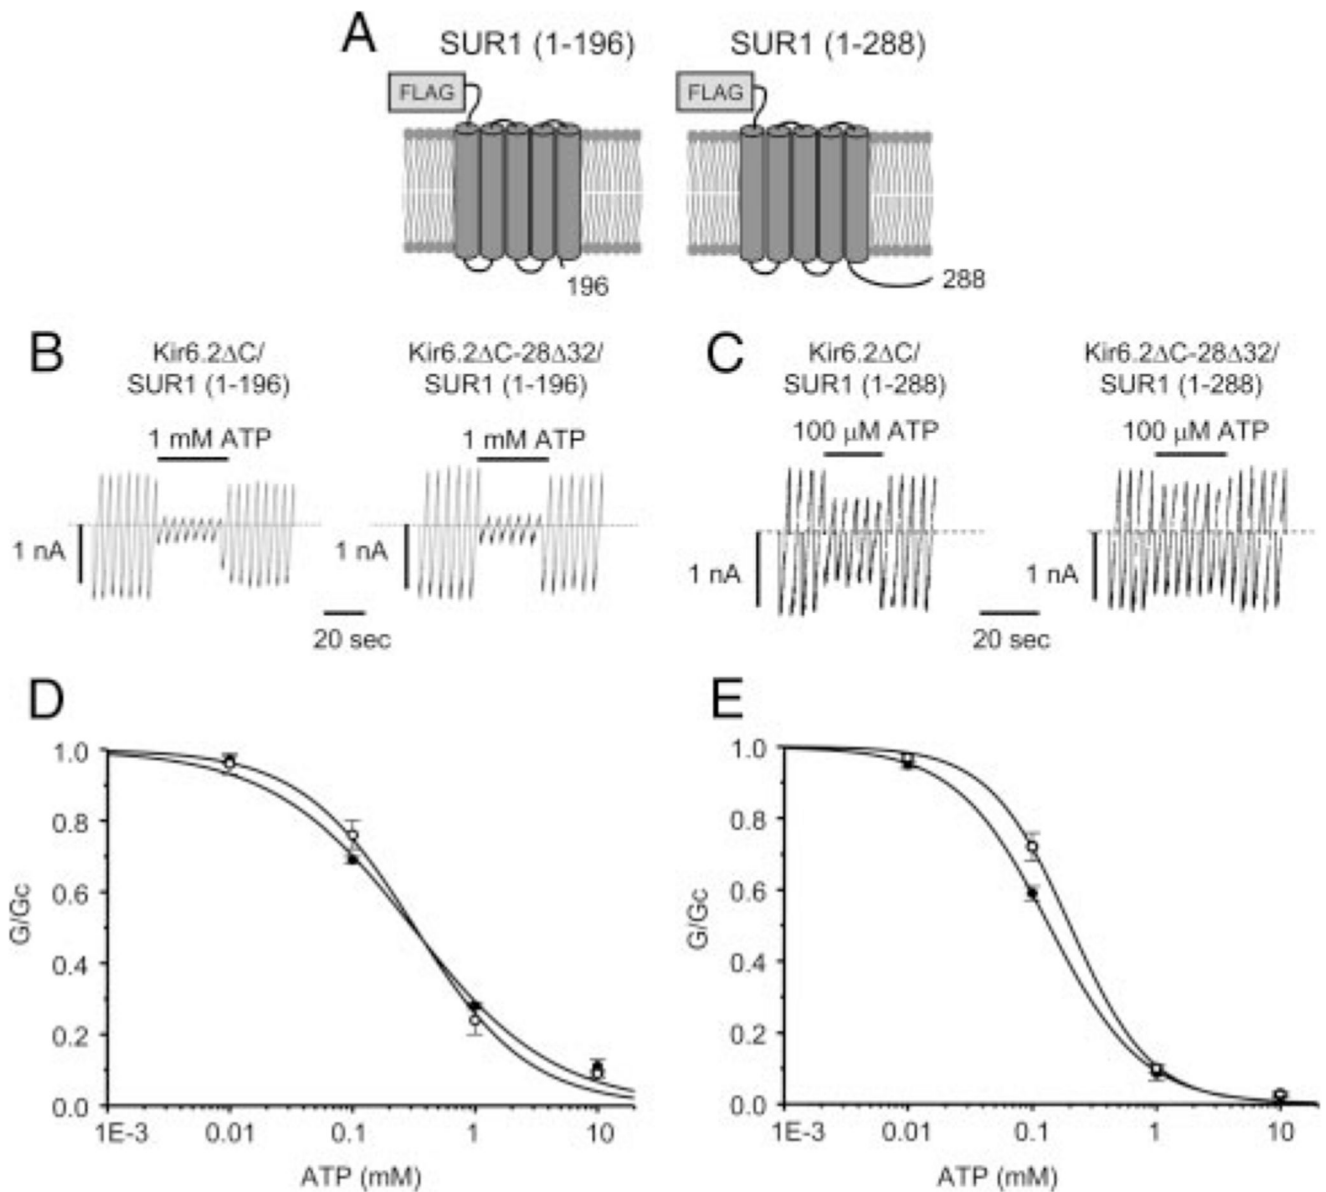 A
SUR1 (1-196)
SUR1 (1-288)
FLAG
FLAG
196
288
B
Kir6.2ΔC/
SUR1 (1-196)
Kir6.2ΔC-28Δ32/
SUR1 (1-196)
1 mM ATP
1 mM ATP
1 nA
1 nA
20 sec
C
Kir6.2ΔC/
SUR1 (1-288)
Kir6.2ΔC-28Δ32/
SUR1 (1-288)
100 μM ATP
100 μM ATP
1 nA
1 nA
20 sec
D
1.0
0.8
0.6
0.4
0.2
0.0
G/Gc
1E-3 0.01 0.1 1 10
ATP (mM)
E
1.0
0.8
0.6
0.4
0.2
0.0
G/Gc
1E-3 0.01 0.1 1 10
ATP (mM)